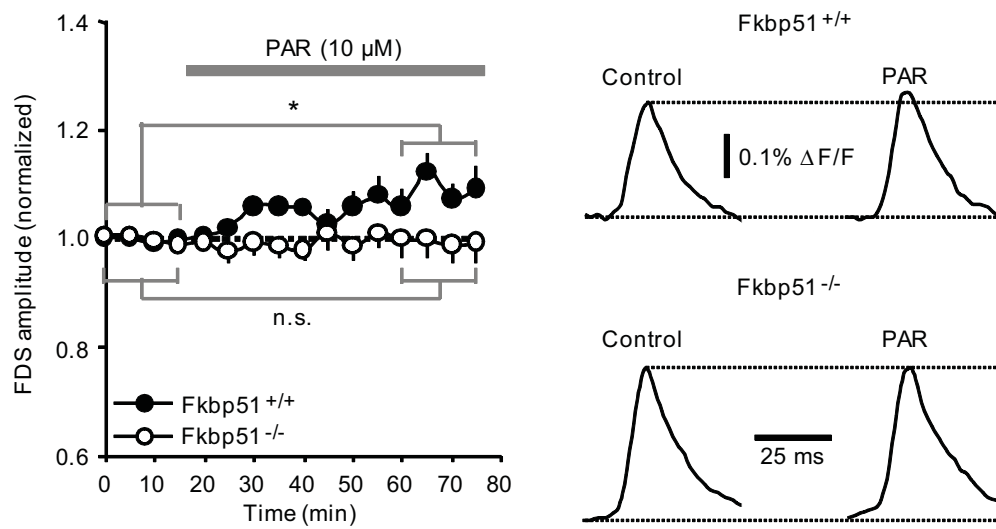 1.4
1.2
1.0
0.8
0.6
FDS amplitude (normalized)
PAR (10 µM)
*
n.s.
Fkbp51+/+
Fkbp51-/-
0 10 20 30 40 50 60 70 80
Time (min)
Fkbp51+/+
Control PAR
0.1% ΔF/F
Fkbp51-/-
Control PAR
25 ms